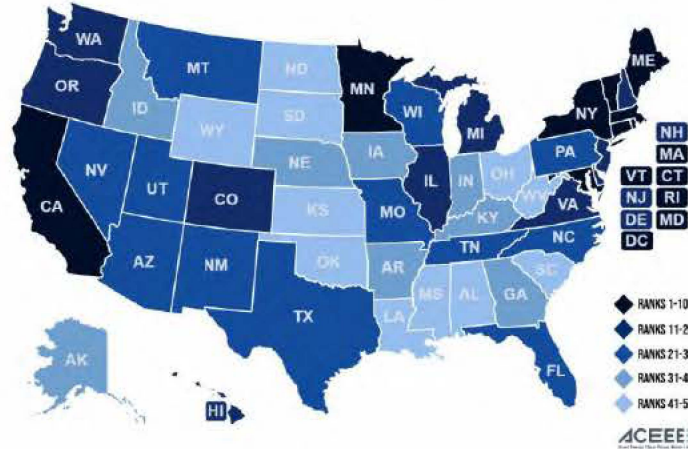 WA
ME
MT
ND
MN
OR
ID
WI
NY
SD
MI
WY
NH
IA
PA
MA
NE
NV
OH
VT CT
IL
IN
UT
NJ RI
CO
WV
CA
VA
KS
MO
KY
DE MD
NC
DC
TN
OK
AZ
NM
AR
SC
MS
AL
GA
RANKS 1-10
LA
TX
RANKS 11-2
RANKS 21-3
AK
FL
RANKS 31-4
RANKS 41-5
HI
ACEEE